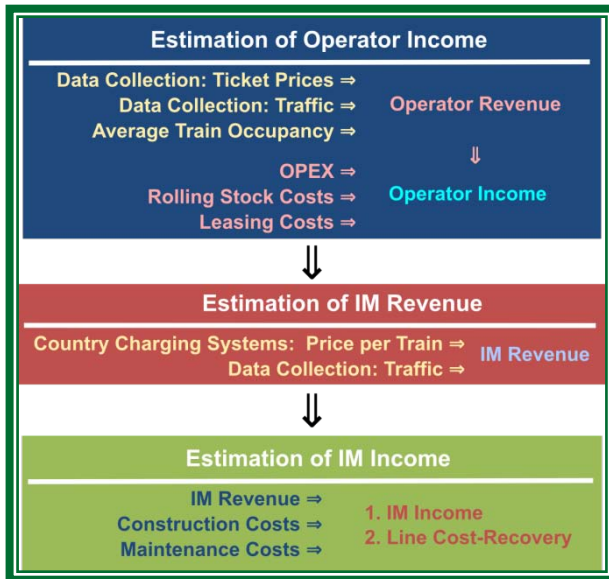 Estimation of Operator Income
Data Collection: Ticket Prices ⇒
Data Collection: Traffic ⇒
Average Train Occupancy ⇒
Operator Revenue
⇓
OPEX ⇒
Rolling Stock Costs ⇒
Leasing Costs ⇒
Operator Income
⇓
Estimation of IM Revenue
Country Charging Systems: Price per Train ⇒
Data Collection: Traffic ⇒
IM Revenue
⇓
Estimation of IM Income
IM Revenue ⇒
Construction Costs ⇒
Maintenance Costs ⇒
1. IM Income
2. Line Cost-Recovery